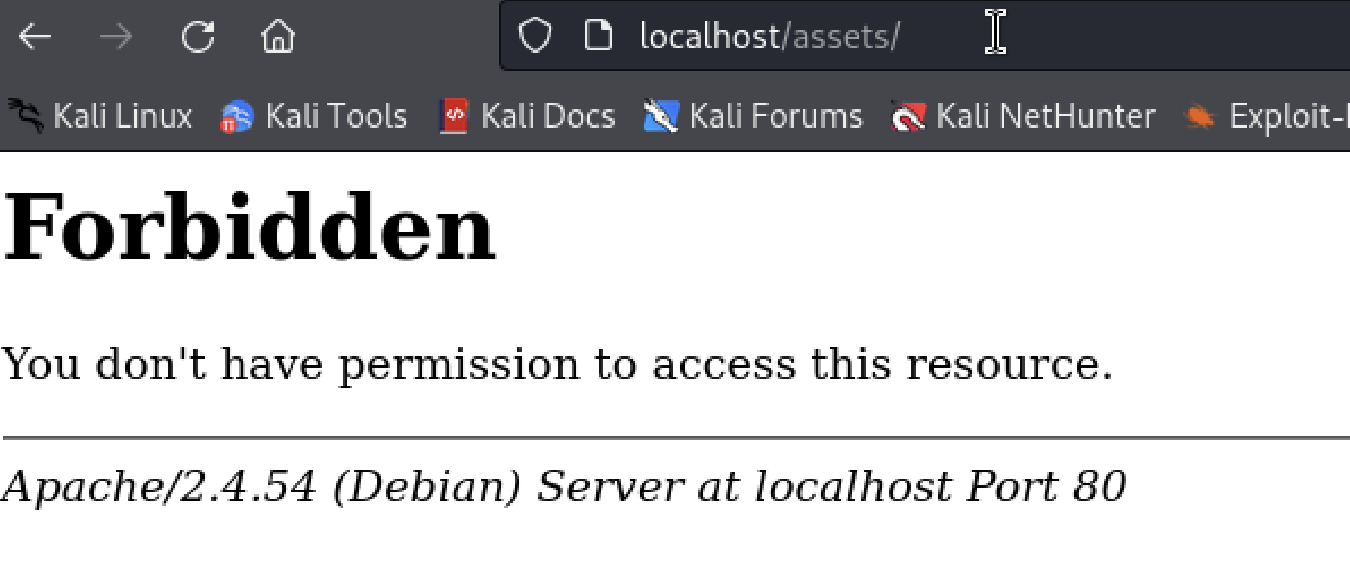 localhost/assets/
Kali Linux Kali Tools Kali Docs Kali Forums Kali NetHunter Exploit-
Forbidden
You don't have permission to access this resource.
Apache/2.4.54 (Debian) Server at localhost Port 80